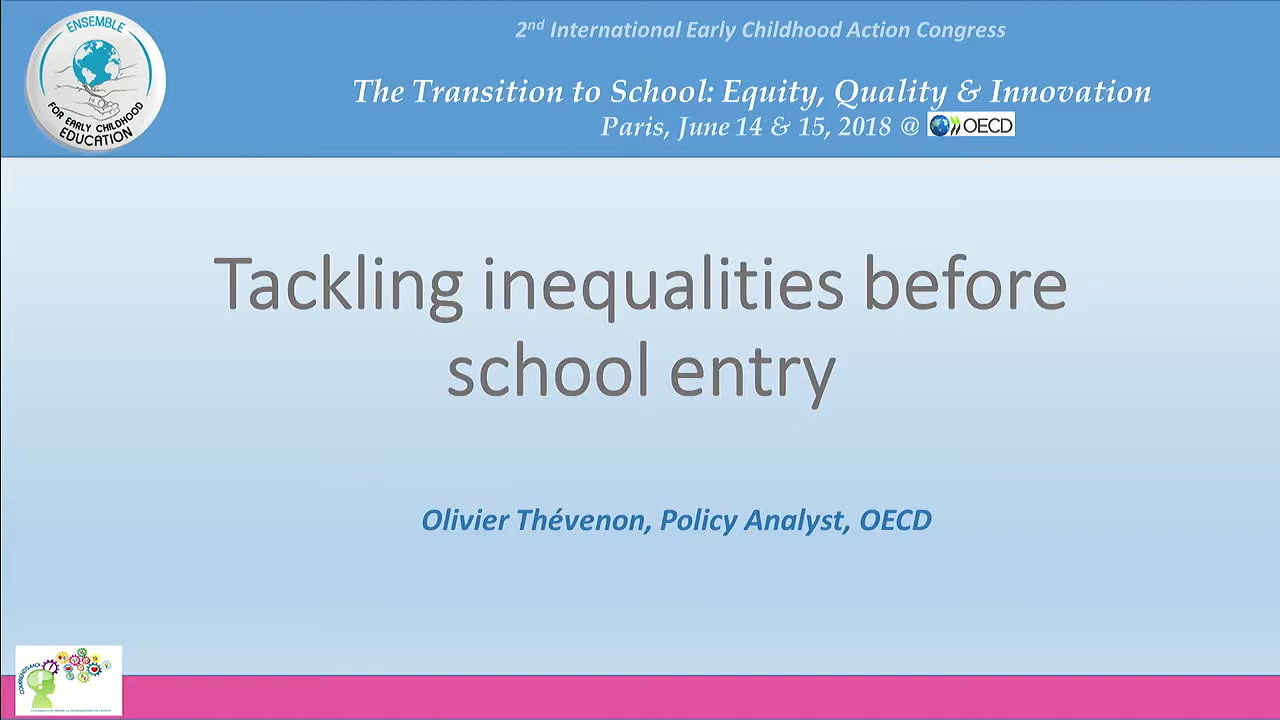 ENSEMBLE
FOR EARLY CHILDHOOD
EDUCATION
2nd International Early Childhood Action Congress
The Transition to School: Equity, Quality & Innovation
Paris, June 14 & 15, 2018 @ OECD
Tackling inequalities before
school entry
Olivier Thévenon, Policy Analyst, OECD